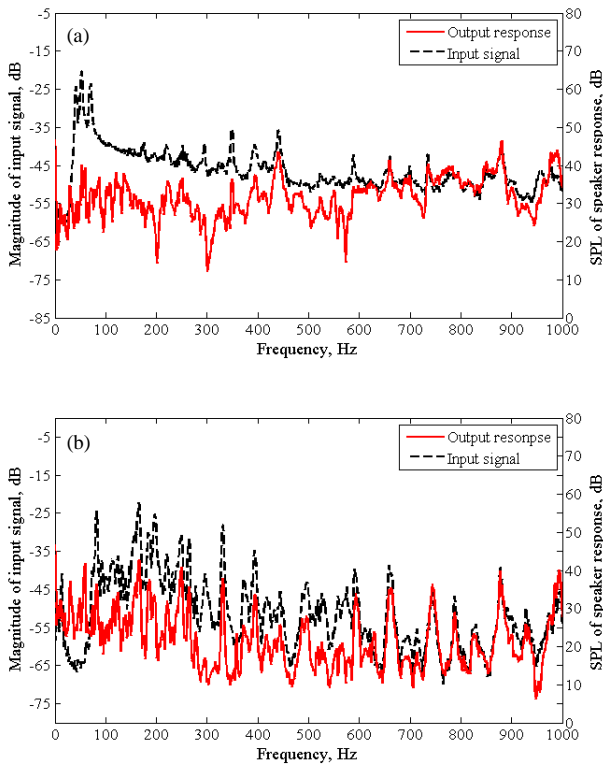 (a)
Output response
Input signal
Magnitude of input signal, dB
-5
-15
-25
-35
-45
-55
-65
-75
-85
SPL of speaker response, dB
80
70
60
50
40
30
20
10
0
0 100 200 300 400 500 600 700 800 900 1000
Frequency, Hz
(b)
Output resonpse
Input signal
Magnitude of input signal, dB
-5
-15
-25
-35
-45
-55
-65
-75
SPL of speaker response, dB
80
70
60
50
40
30
20
10
0
0 100 200 300 400 500 600 700 800 900 1000
Frequency, Hz